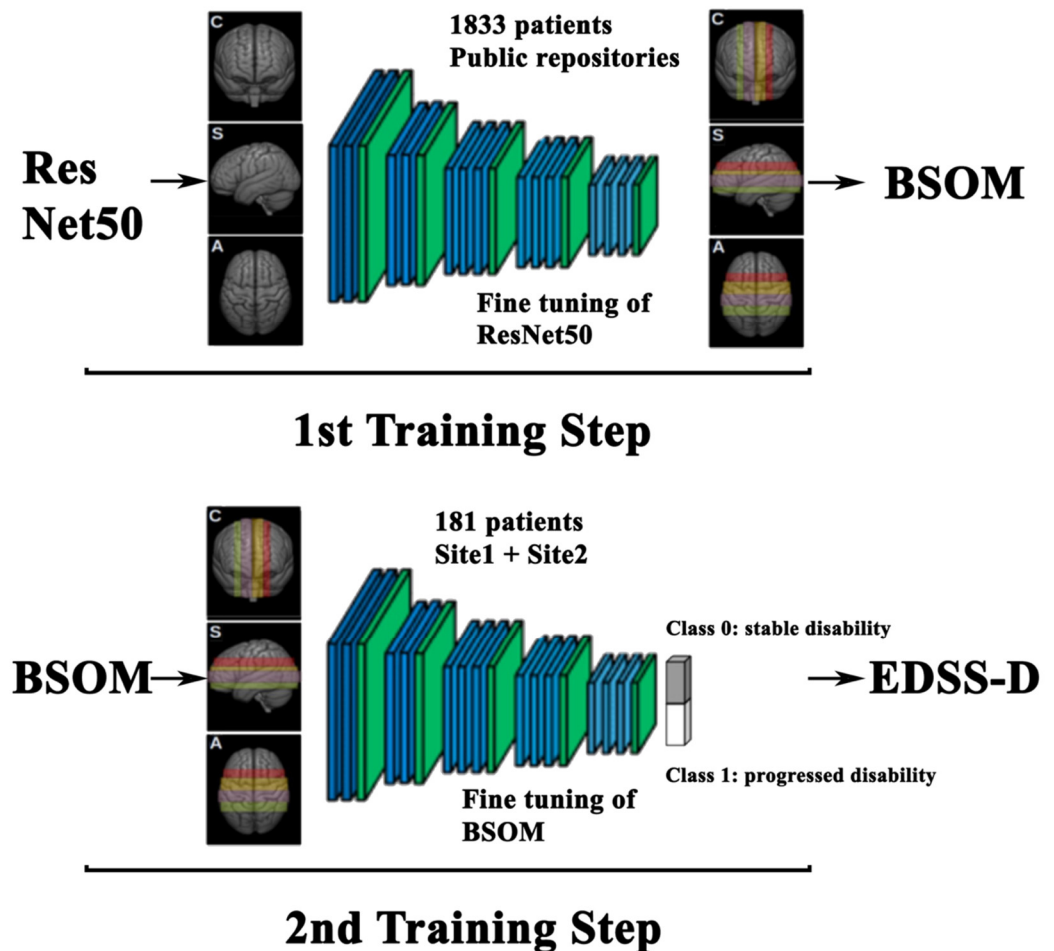 C
1833 patients
Public repositories
C
Res
Net50
S
S
BSOM
A
A
Fine tuning of
ResNet50
1st Training Step
C
181 patients
Site1 + Site2
S
Class 0: stable disability
BSOM
EDSS-D
A
Class 1: progressed disability
Fine tuning of
BSOM
2nd Training Step